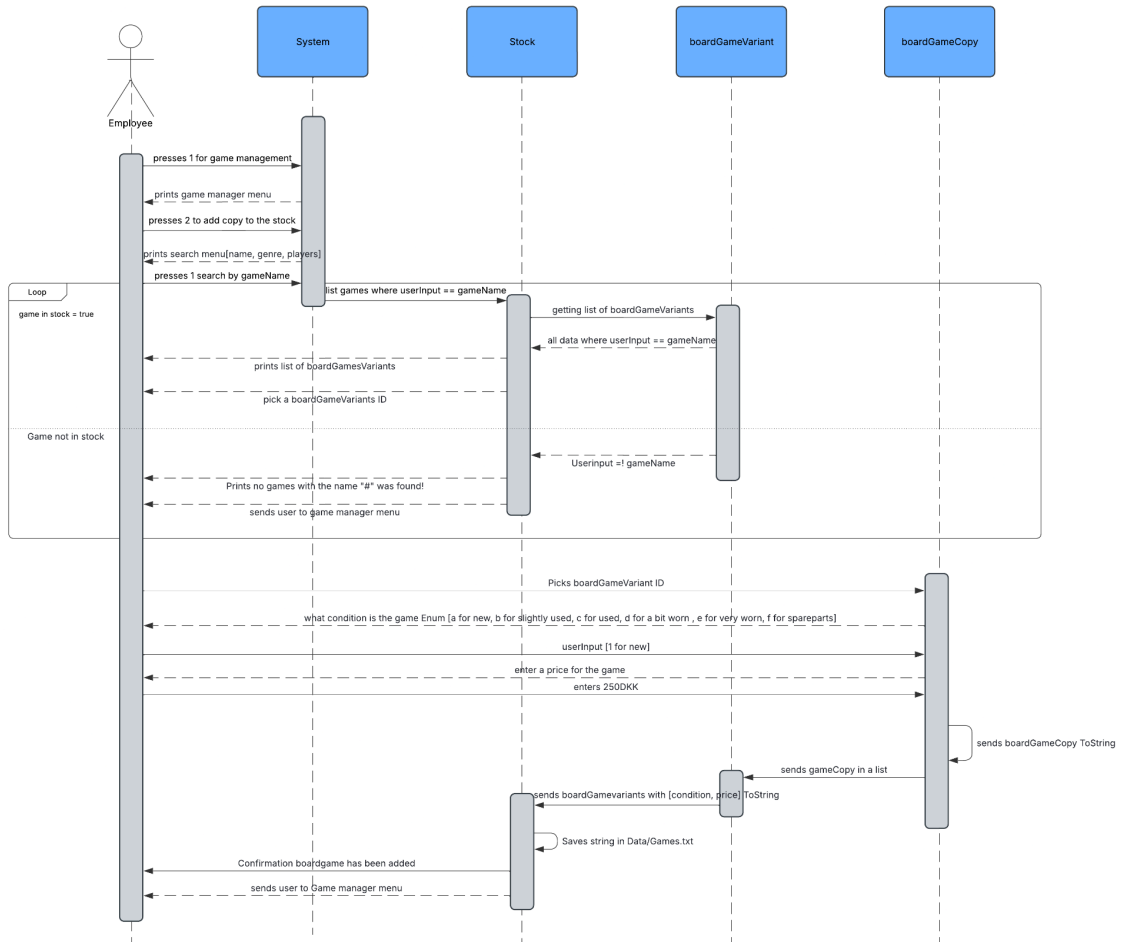 System
Stock
boardGameVariant
boardGameCopy
Employee
presses 1 for game management
prints game manager menu
presses 2 to add copy to the stock
prints search menu[name, genre, players]
presses 1 search by gameName
Loop
list games where userInput == gameName
game in stock = true
getting list of boardGameVariants
all data where userInput == gameName
prints list of boardGamesVariants
pick a boardGameVariants ID
Game not in stock
Userinput =! gameName
Prints no games with the name "#" was found!
sends user to game manager menu
Picks boardGameVariant ID
what condition is the game Enum [a for new, b for slightly used, c for used, d for a bit worn , e for very worn, f for spareparts]
userInput [1 for new]
enter a price for the game
enters 250DKK
sends boardGameCopy ToString
sends gameCopy in a list
sends boardGamevariants with [condition, price] ToString
Saves string in Data/Games.txt
Confirmation boardgame has been added
sends user to Game manager menu